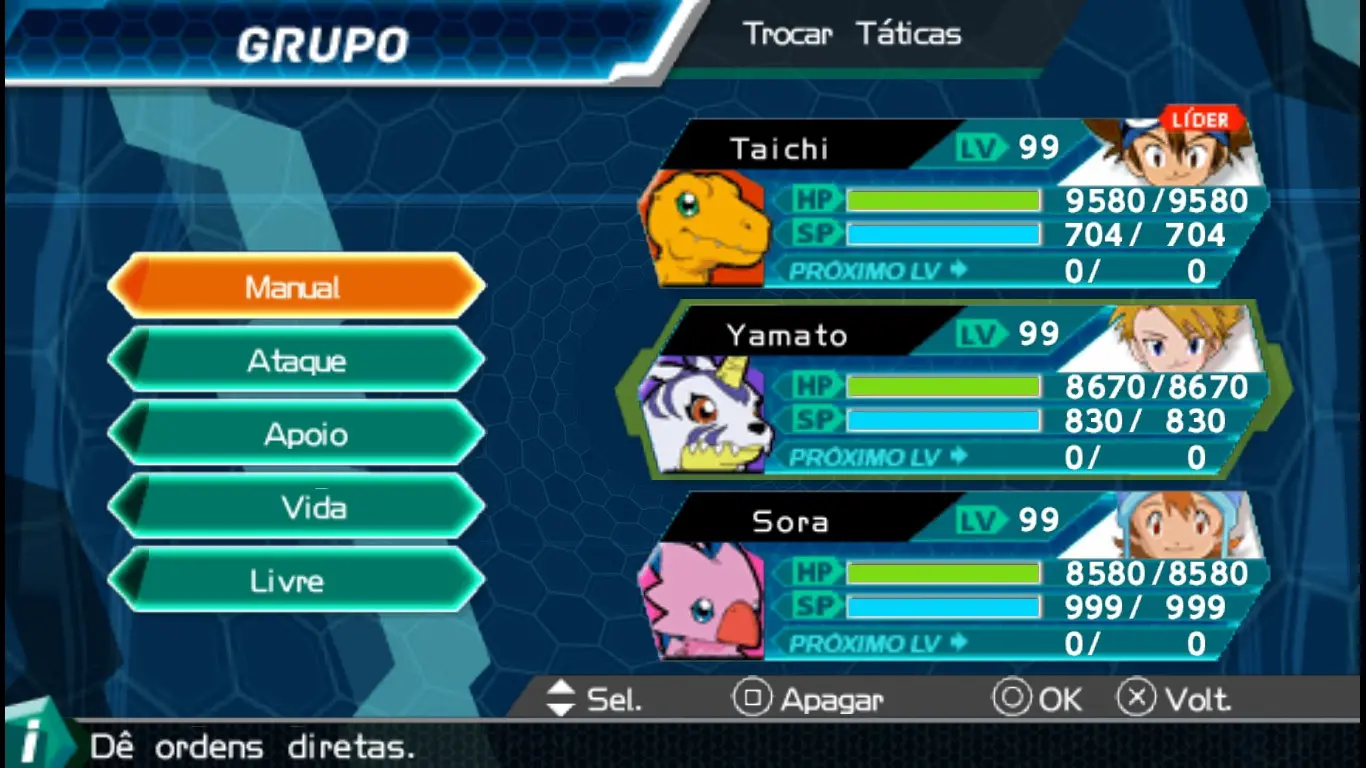 GRUPO
Trocar Táticas
LÍDER
Taichi LV 99
HP 9580/9580
SP 704/ 704
PRÓXIMO LV 0/ 0
Manual
Ataque
Apoio
Vida
Livre
Yamato LV 99
HP 8670/8670
SP 830/ 830
PRÓXIMO LV 0/ 0
Sora LV 99
HP 8580/8580
SP 999/ 999
PRÓXIMO LV 0/ 0
Sel. Apagar OK Volt.
i Dê ordens diretas.